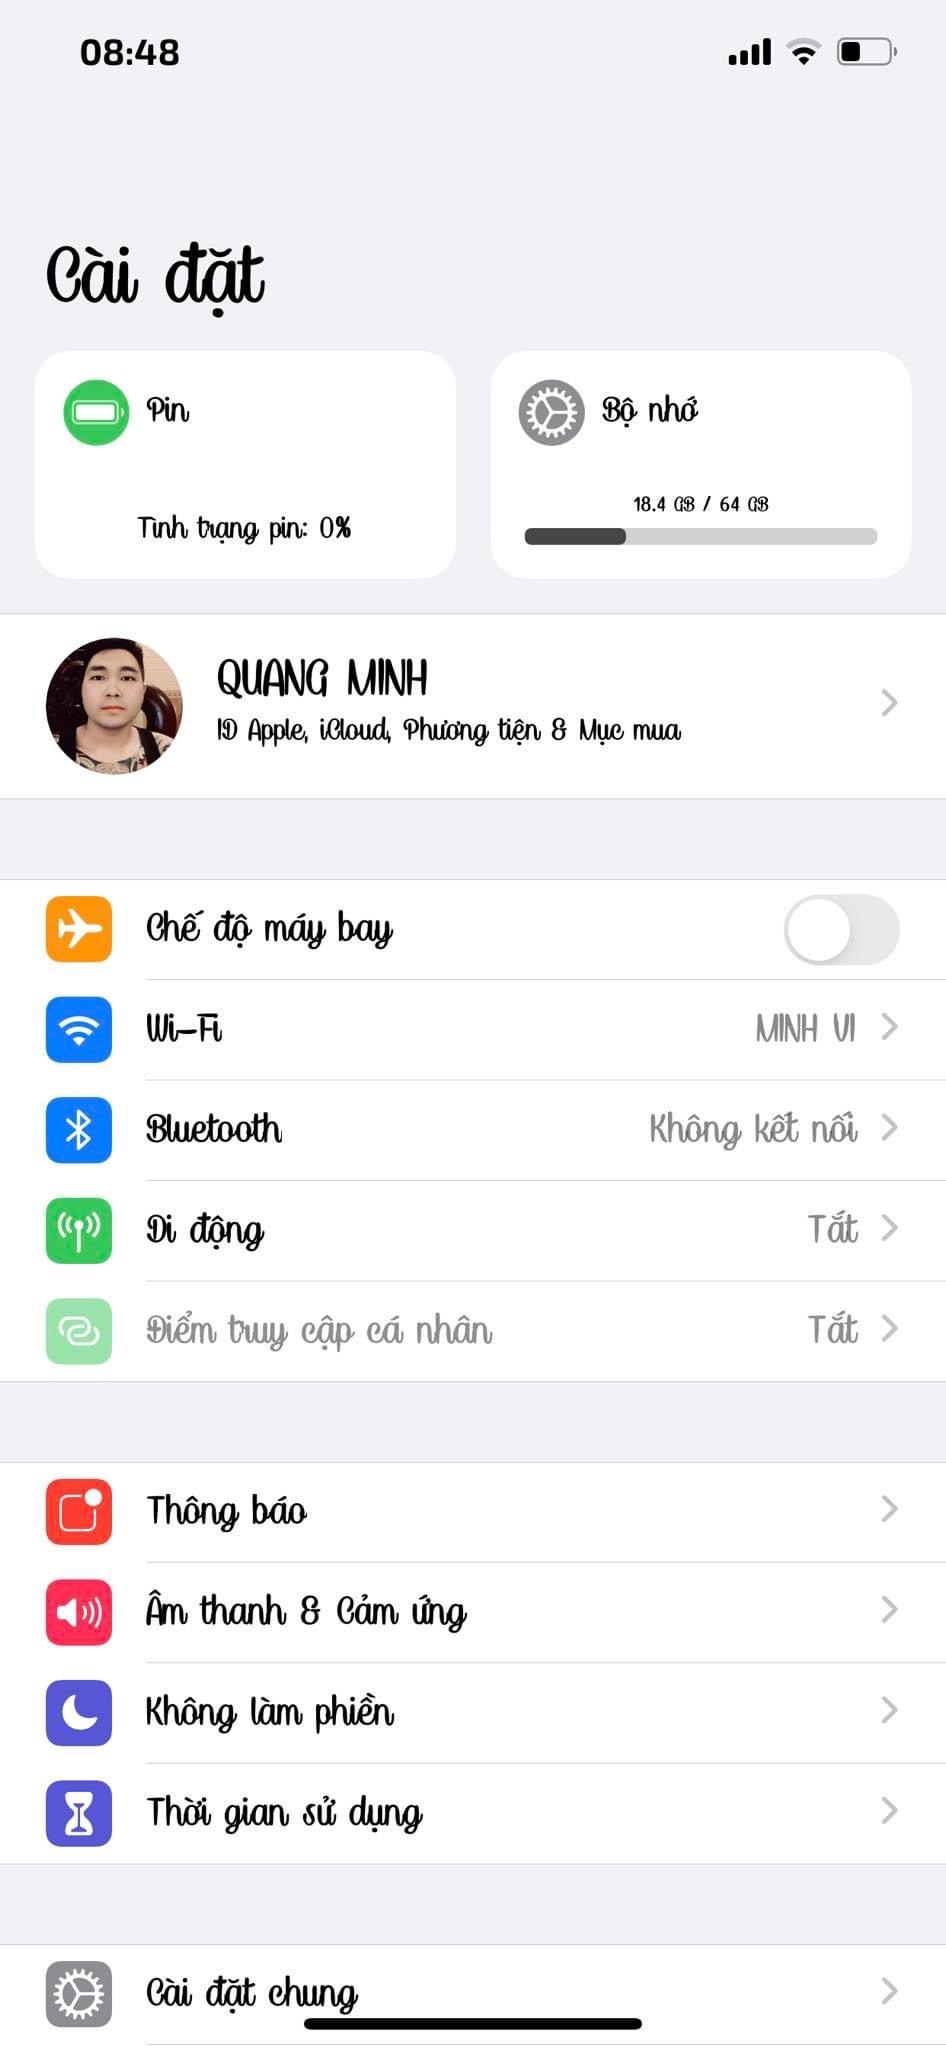 08:48
Cài đặt
Pin
Bộ nhớ
Tình trạng pin: 0%
18.4 GB / 64 GB
QUANG MINH
ID Apple, iCloud, Phương tiện & Mục mua
Chế độ máy bay
Wi-Fi MINH VI
Bluetooth Không kết nối
Di động Tắt
Điểm truy cập cá nhân Tắt
Thông báo
Âm thanh & Cảm ứng
Không làm phiền
Thời gian sử dụng
Cài đặt chung